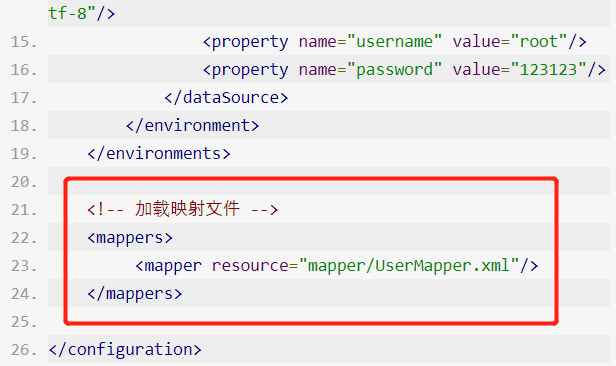 tf-8"/>
15. <property name="username" value="root"/>
16. <property name="password" value="123123"/>
17. </dataSource>
18. </environment>
19. </environments>
20.
21. <!-- 加载映射文件 -->
22. <mappers>
23. <mapper resource="mapper/UserMapper.xml"/>
24. </mappers>
25.
26. </configuration>